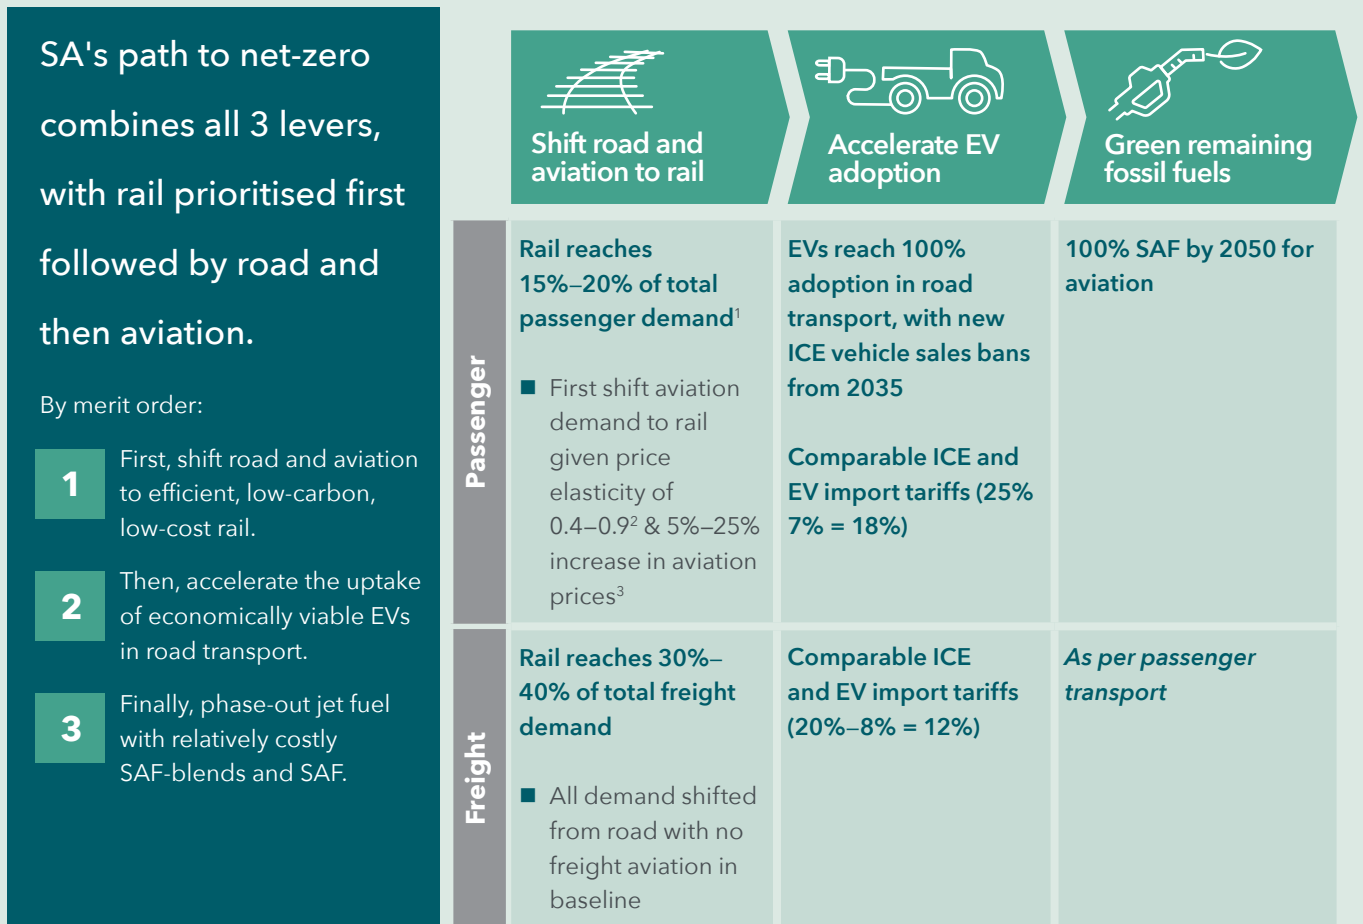 SA's path to net-zero
combines all 3 levers,
with rail prioritised first
followed by road and
then aviation.
By merit order:
1
First, shift road and aviation
to efficient, low-carbon,
low-cost rail.
2
Then, accelerate the uptake
of economically viable EVs
in road transport.
3
Finally, phase-out jet fuel
with relatively costly
SAF-blends and SAF.
Shift road and
aviation to rail
Accelerate EV
adoption
Green remaining
fossil fuels
Passenger
Rail reaches
15%–20% of total
passenger demand¹
■ First shift aviation
demand to rail
given price
elasticity of
0.4–0.9² & 5%–25%
increase in aviation
prices³
EVs reach 100%
adoption in road
transport, with new
ICE vehicle sales bans
from 2035
Comparable ICE and
EV import tariffs (25%
7% = 18%)
100% SAF by 2050 for
aviation
Freight
Rail reaches 30%–
40% of total freight
demand
■ All demand shifted
from road with no
freight aviation in
baseline
Comparable ICE
and EV import tariffs
(20%–8% = 12%)
As per passenger
transport